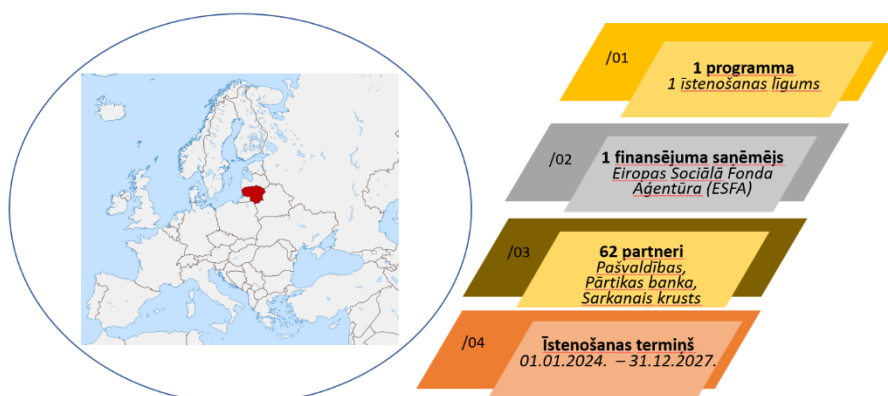 /01
1 programma
1 īstenošanas līgums
/02
1 finansējuma saņēmējs
Eiropas Sociālā Fonda
Aģentūra (ESFA)
/03
62 partneri
Pašvaldības,
Pārtikas banka,
Sarkanais krusts
/04
Īstenošanas termiņš
01.01.2024. – 31.12.2027.